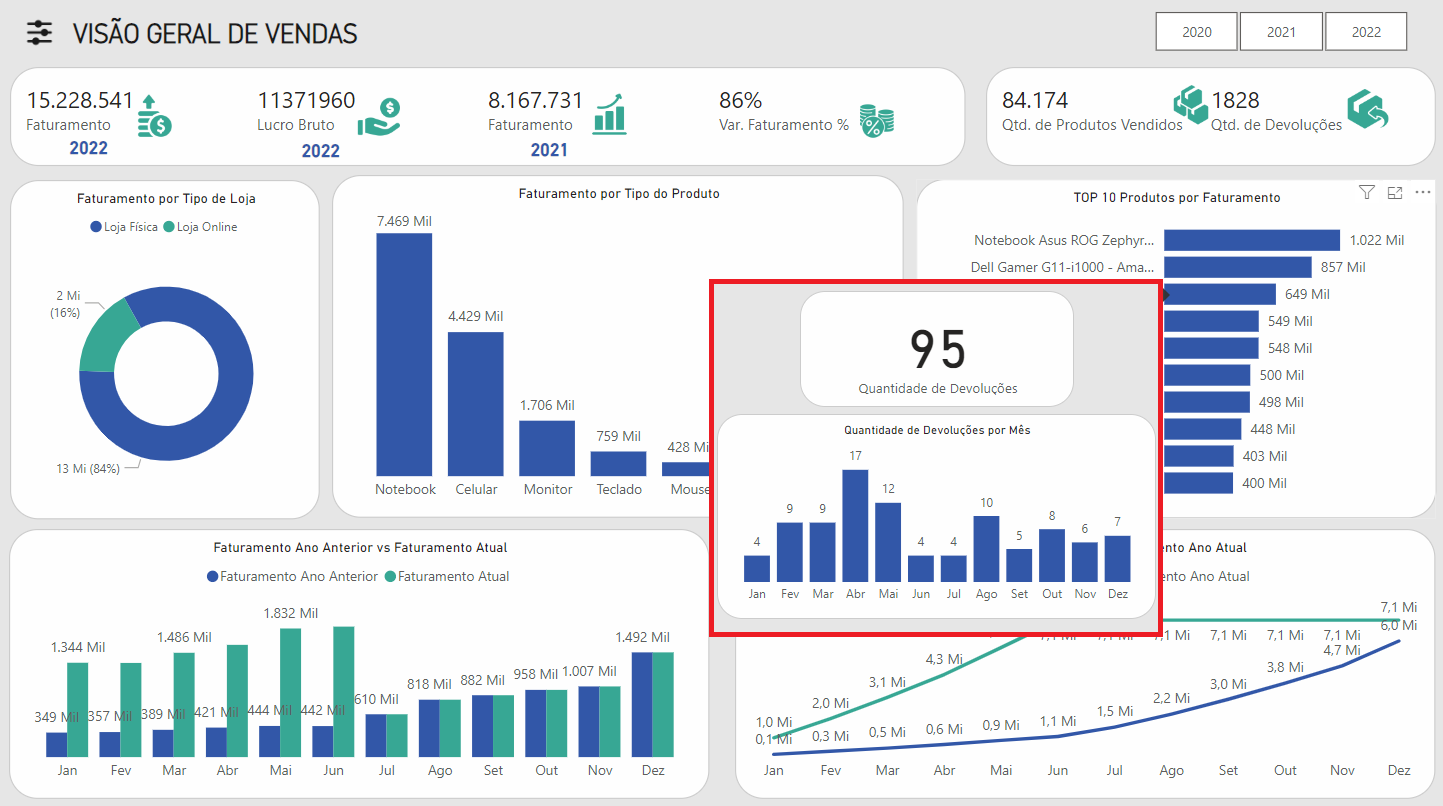 VISÃO GERAL DE VENDAS
2020
2021
2022
15.228.541
Faturamento
2022
11371960
Lucro Bruto
2022
8.167.731
Faturamento
2021
86%
Var. Faturamento %
84.174
Qtd. de Produtos Vendidos
1828
Qtd. de Devoluções
Faturamento por Tipo de Loja
Loja Física Loja Online
2 Mi
(16%)
13 Mi (84%)
Faturamento por Tipo do Produto
7.469 Mil
4.429 Mil
1.706 Mil
759 Mil
428 Mi
Notebook Celular Monitor Teclado Mouse
TOP 10 Produtos por Faturamento
Notebook Asus ROG Zephyr... 1.022 Mil
Dell Gamer G11-i1000 - Ama... 857 Mil
649 Mil
549 Mil
548 Mil
500 Mil
498 Mil
448 Mil
403 Mil
400 Mil
95
Quantidade de Devoluções
Quantidade de Devoluções por Mês
4 9 9 17 12 4 4 10 5 8 6 7
Jan Fev Mar Abr Mai Jun Jul Ago Set Out Nov Dez
Faturamento Ano Anterior vs Faturamento Atual
Faturamento Ano Anterior Faturamento Atual
1.344 Mil 1.486 Mil 1.832 Mil 1.492 Mil
349 Mil 357 Mil 389 Mil 421 Mil 444 Mil 442 Mil 610 Mil 818 Mil 882 Mil 958 Mil 1.007 Mil
Jan Fev Mar Abr Mai Jun Jul Ago Set Out Nov Dez
nto Ano Atual
ento Ano Atual
1,0 Mi 2,0 Mi 3,1 Mi 4,3 Mi 7,1 Mi 7,1 Mi 7,1 Mi 7,1 Mi 7,1 Mi 7,1 Mi 7,1 Mi
0,1 Mi 0,3 Mi 0,5 Mi 0,6 Mi 0,9 Mi 1,1 Mi 1,5 Mi 2,2 Mi 3,0 Mi 3,8 Mi 4,7 Mi 6,0 Mi
Jan Fev Mar Abr Mai Jun Jul Ago Set Out Nov Dez